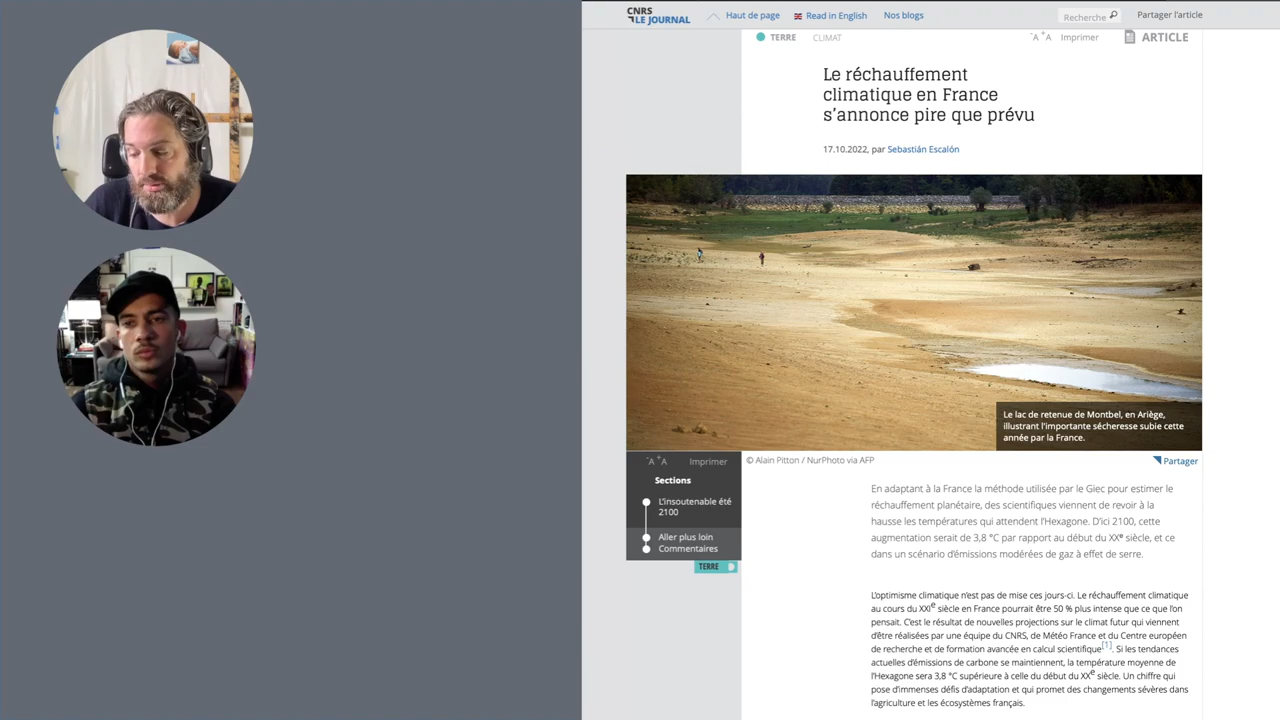 CNRS
LE JOURNAL
Haut de page
Read in English
Nos blogs
Recherche
Partager l'article
TERRE
CLIMAT
-A +A
Imprimer
ARTICLE
Le réchauffement
climatique en France
s'annonce pire que prévu
17.10.2022, par Sebastián Escalón
Le lac de retenue de Montbel, en Ariège,
illustrant l'importante sécheresse subie cette
année par la France.
© Alain Pitton / NurPhoto via AFP
Partager
-A +A
Imprimer
Sections
L'insoutenable été
2100
Aller plus loin
Commentaires
TERRE
En adaptant à la France la méthode utilisée par le Giec pour estimer le
réchauffement planétaire, des scientifiques viennent de revoir à la
hausse les températures qui attendent l'Hexagone. D'ici 2100, cette
augmentation serait de 3,8 °C par rapport au début du XXe siècle, et ce
dans un scénario d'émissions modérées de gaz à effet de serre.
L'optimisme climatique n'est pas de mise ces jours-ci. Le réchauffement climatique
au cours du XXIe siècle en France pourrait être 50 % plus intense que ce que l'on
pensait. C'est le résultat de nouvelles projections sur le climat futur qui viennent
d'être réalisées par une équipe du CNRS, de Météo France et du Centre européen
de recherche et de formation avancée en calcul scientifique[1]. Si les tendances
actuelles d'émissions de carbone se maintiennent, la température moyenne de
l'Hexagone sera 3,8 °C supérieure à celle du début du XXe siècle. Un chiffre qui
pose d'immenses défis d'adaptation et qui promet des changements sévères dans
l'agriculture et les écosystèmes français.